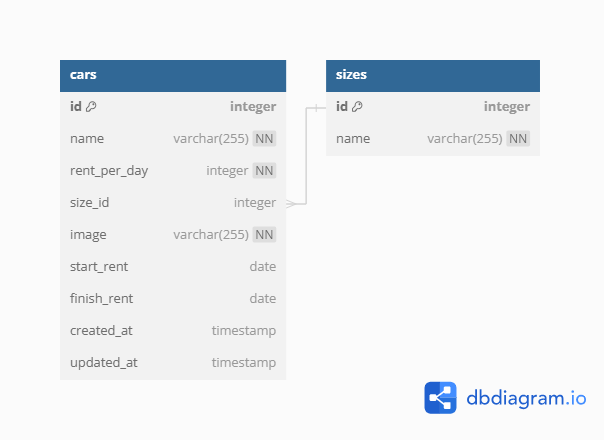 cars
id integer
name varchar(255) NN
rent_per_day integer NN
size_id integer
image varchar(255) NN
start_rent date
finish_rent date
created_at timestamp
updated_at timestamp
sizes
id integer
name varchar(255) NN
dbdiagram.io